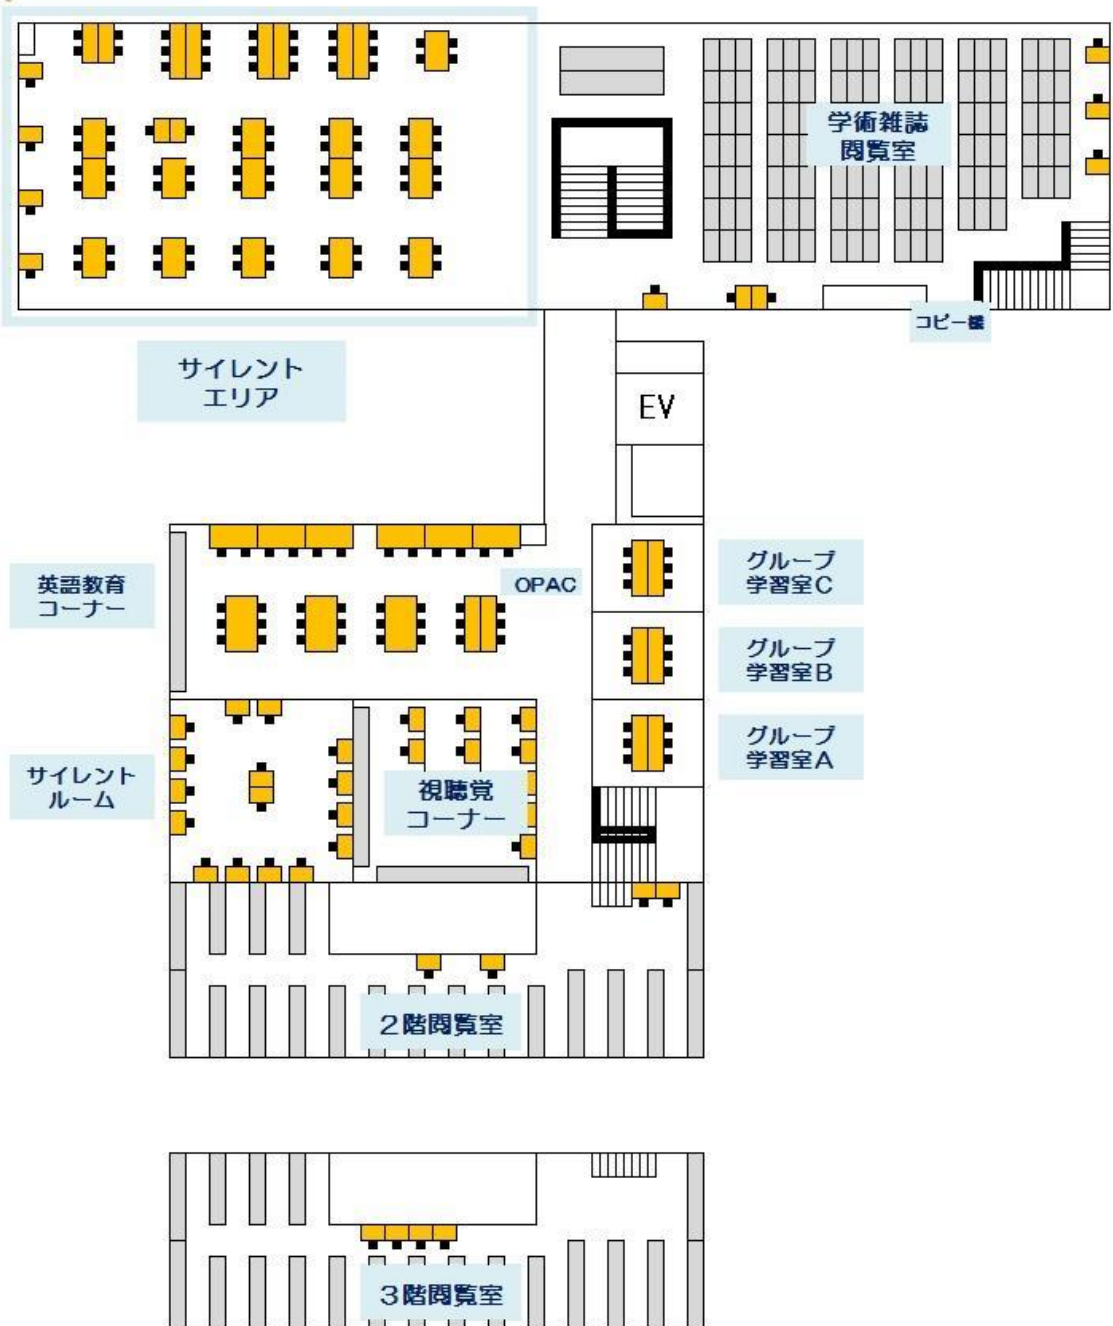 学術雑誌
閲覧室
コピー機
サイレント
エリア
EV
英語教育
コーナー
OPAC
グループ
学習室C
グループ
学習室B
グループ
学習室A
サイレント
ルーム
視聴覚
コーナー
2階閲覧室
3階閲覧室